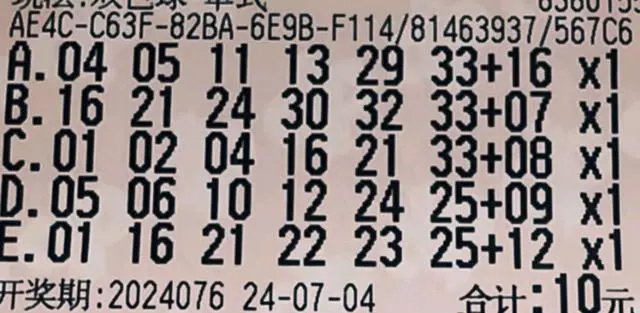 玩法:双色球 单式
AE4C-C63F-82BA-6E9B-F114/81463937/567C6
A.04 05 11 13 29 33+16 x1
B.16 21 24 30 32 33+07 x1
C.01 02 04 16 21 33+08 x1
D.05 06 10 12 24 25+09 x1
E.01 16 21 22 23 25+12 x1
开奖期:2024076 24-07-04 合计:10元